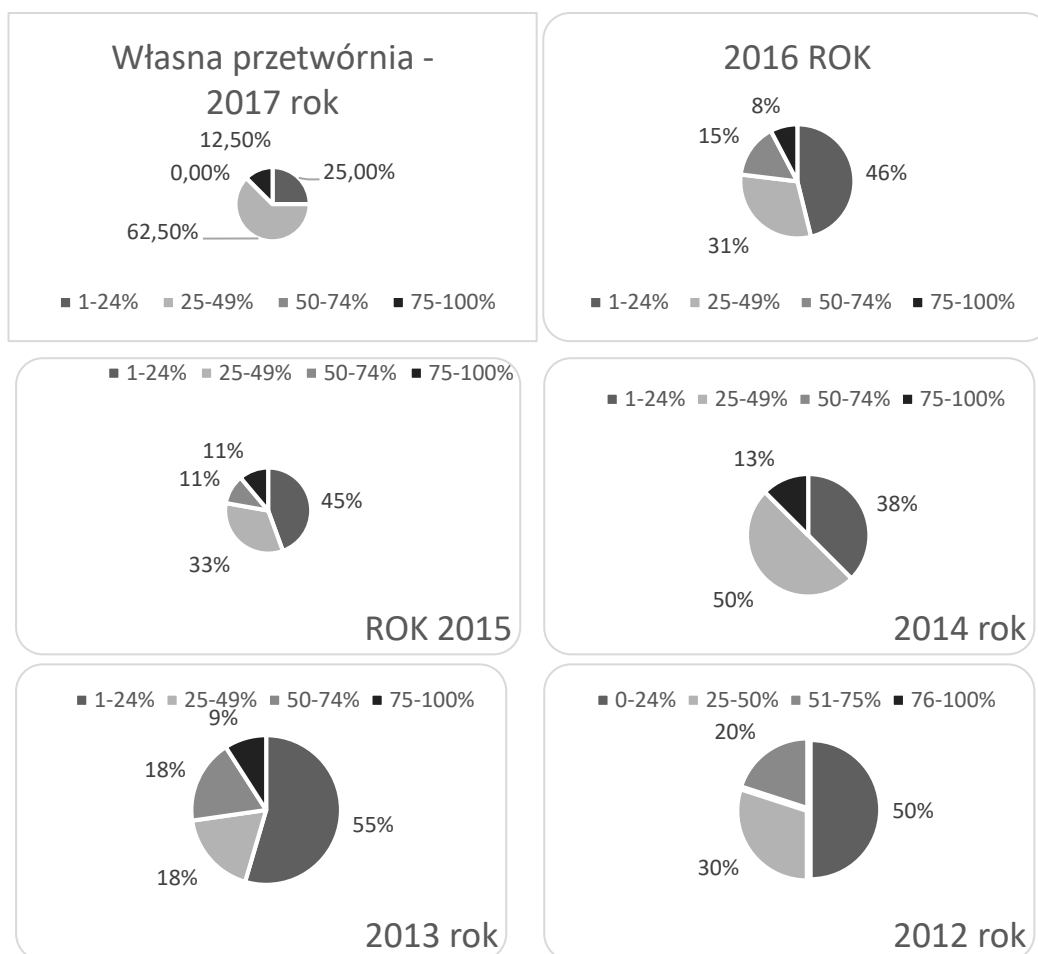 Własna przetwórnia -
2017 rok
12,50%
0,00%
25,00%
62,50%
1-24% 25-49% 50-74% 75-100%
2016 ROK
8%
15%
46%
31%
1-24% 25-49% 50-74% 75-100%
1-24% 25-49% 50-74% 75-100%
11%
11%
45%
33%
ROK 2015
1-24% 25-49% 50-74% 75-100%
13%
38%
50%
2014 rok
1-24% 25-49% 50-74% 75-100%
9%
18%
55%
18%
2013 rok
0-24% 25-50% 51-75% 76-100%
20%
50%
30%
2012 rok